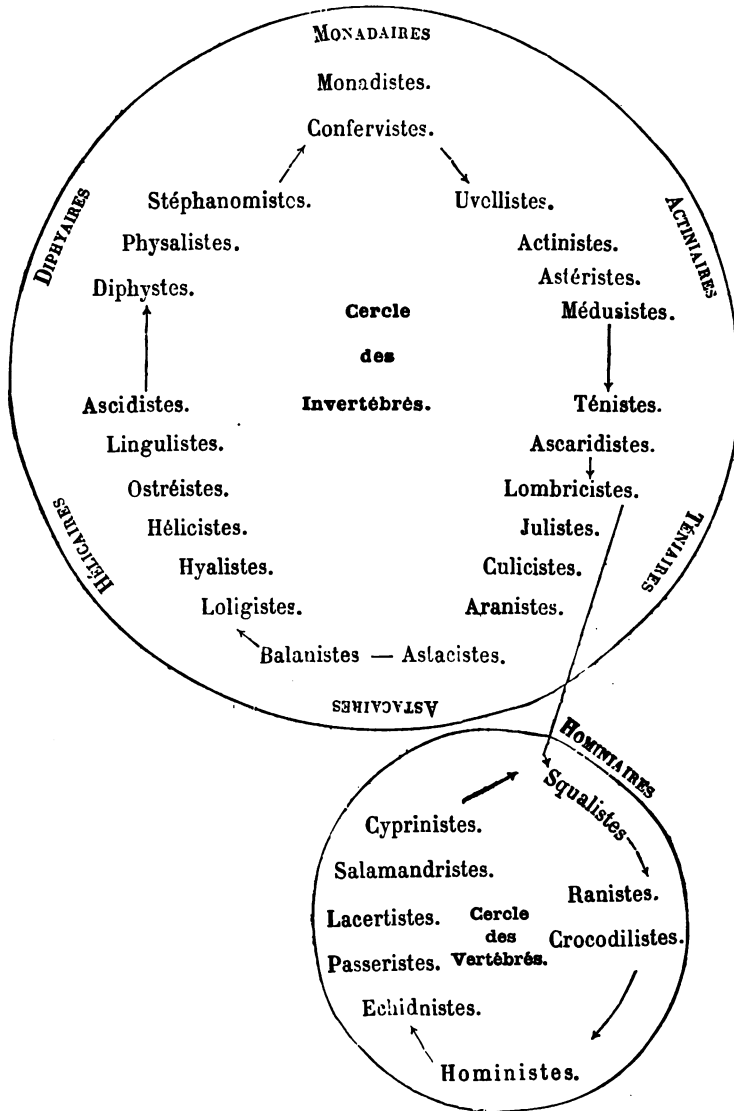 MONADAIRES
Monadistes.
Confervistes.
Stéphanomistes.
Uvellistes.
DIPHYAIRES
ACTINIAIRES
Physalistes.
Actinistes.
Diphystes.
Astéristes.
Médusistes.
Cercle
des
Invertébrés.
Ascidistes.
Ténistes.
Lingulistes.
Ascaridistes.
Ostréistes.
Lombricistes.
HÉLICAIRES
TÉNIAIRES
Hélicistes.
Julistes.
Hyalistes.
Culicistes.
Loligistes.
Aranistes.
Balanistes — Astacistes.
ASTACAIRES
HOMINIAIRES
Squalistes
Cyprinistes.
Salamandristes.
Ranistes.
Lacertistes.
Crocodilistes.
Cercle
des
Vertébrés.
Passeristes.
Echidnistes.
Hoministes.